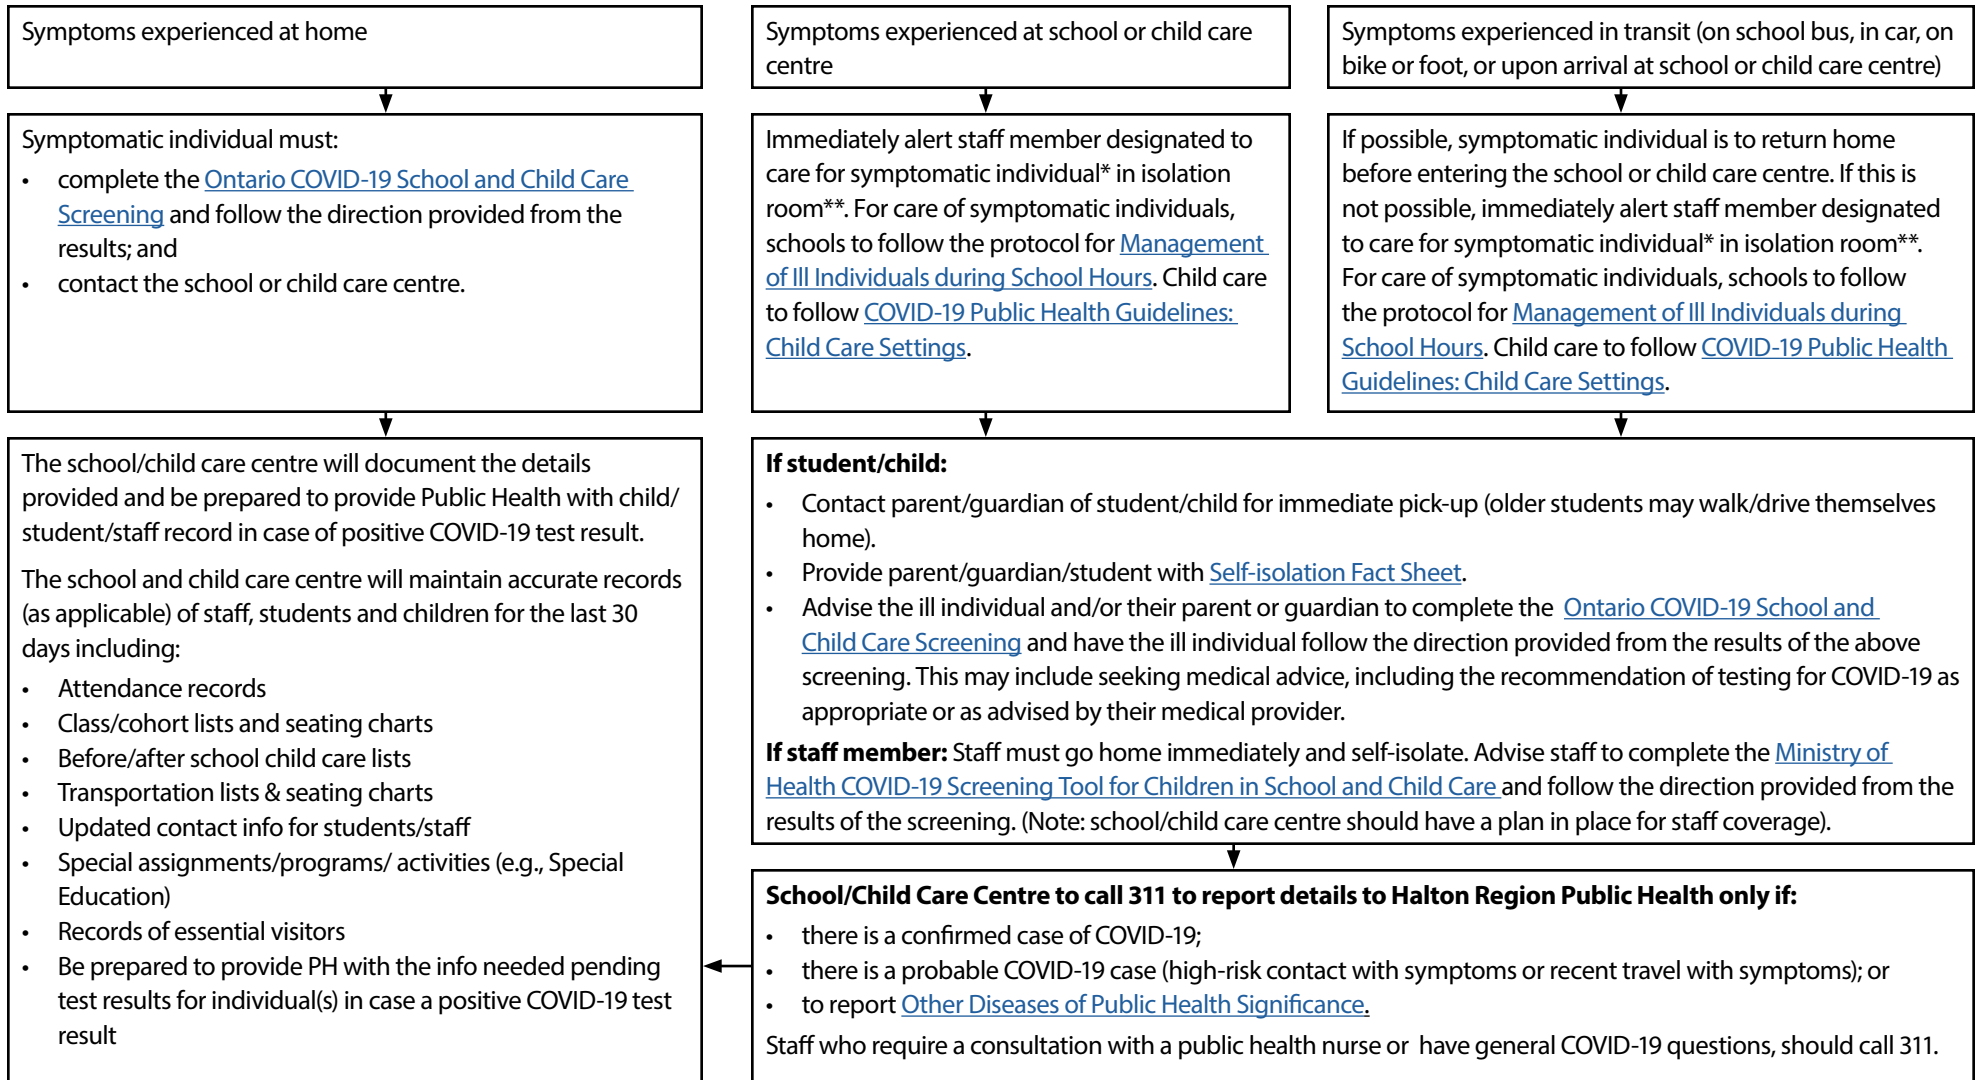 Symptoms experienced at home
Symptoms experienced at school or child care
centre
Symptoms experienced in transit (on school bus, in car, on
bike or foot, or upon arrival at school or child care centre)
Symptomatic individual must:
• complete the Ontario COVID-19 School and Child Care
Screening and follow the direction provided from the
results; and
• contact the school or child care centre.
Immediately alert staff member designated to
care for symptomatic individual* in isolation
room**. For care of symptomatic individuals,
schools to follow the protocol for Management
of Ill Individuals during School Hours. Child care
to follow COVID-19 Public Health Guidelines:
Child Care Settings.
If possible, symptomatic individual is to return home
before entering the school or child care centre. If this is
not possible, immediately alert staff member designated
to care for symptomatic individual* in isolation room**.
For care of symptomatic individuals, schools to follow
the protocol for Management of Ill Individuals during
School Hours. Child care to follow COVID-19 Public Health
Guidelines: Child Care Settings.
The school/child care centre will document the details
provided and be prepared to provide Public Health with child/
student/staff record in case of positive COVID-19 test result.
The school and child care centre will maintain accurate records
(as applicable) of staff, students and children for the last 30
days including:
• Attendance records
• Class/cohort lists and seating charts
• Before/after school child care lists
• Transportation lists & seating charts
• Updated contact info for students/staff
• Special assignments/programs/ activities (e.g., Special
Education)
• Records of essential visitors
• Be prepared to provide PH with the info needed pending
test results for individual(s) in case a positive COVID-19 test
result
If student/child:
• Contact parent/guardian of student/child for immediate pick-up (older students may walk/drive themselves
home).
• Provide parent/guardian/student with Self-isolation Fact Sheet.
• Advise the ill individual and/or their parent or guardian to complete the Ontario COVID-19 School and
Child Care Screening and have the ill individual follow the direction provided from the results of the above
screening. This may include seeking medical advice, including the recommendation of testing for COVID-19 as
appropriate or as advised by their medical provider.
If staff member: Staff must go home immediately and self-isolate. Advise staff to complete the Ministry of
Health COVID-19 Screening Tool for Children in School and Child Care and follow the direction provided from the
results of the screening. (Note: school/child care centre should have a plan in place for staff coverage).
School/Child Care Centre to call 311 to report details to Halton Region Public Health only if:
• there is a confirmed case of COVID-19;
• there is a probable COVID-19 case (high-risk contact with symptoms or recent travel with symptoms); or
• to report Other Diseases of Public Health Significance.
Staff who require a consultation with a public health nurse or have general COVID-19 questions, should call 311.